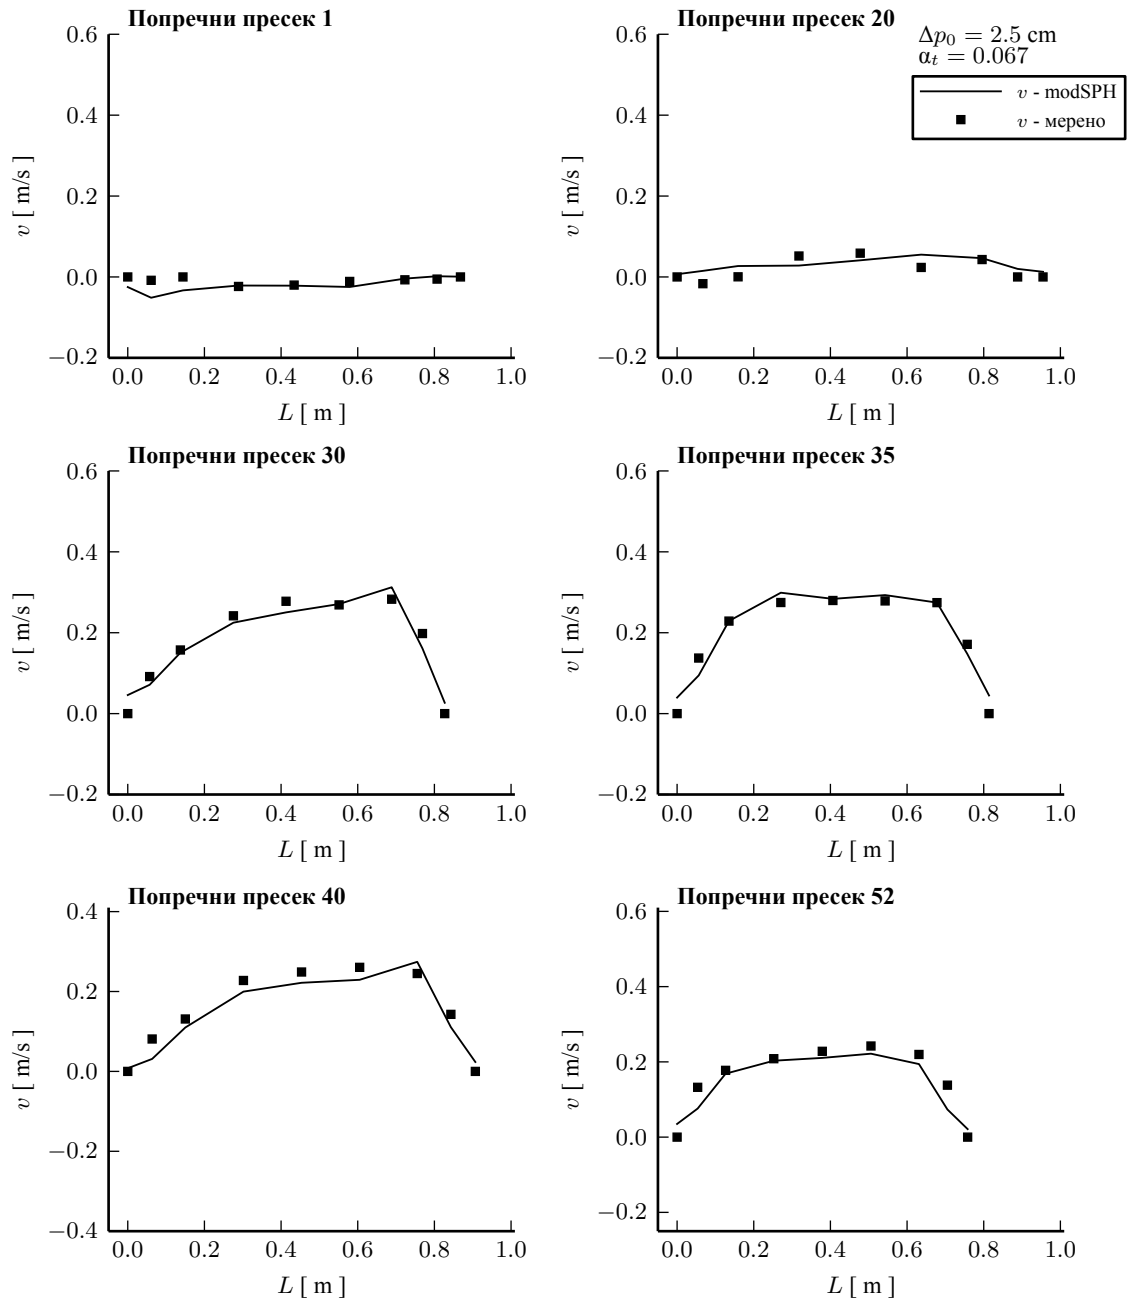 Попречни пресек 1
0.6
0.4
0.2
0.0
−0.2
v [ m/s ]
0.0 0.2 0.4 0.6 0.8 1.0
L [ m ]
Попречни пресек 20
Δp₀ = 2.5 cm
αₜ = 0.067
v - modSPH
v - мерено
0.6
0.4
0.2
0.0
−0.2
v [ m/s ]
0.0 0.2 0.4 0.6 0.8 1.0
L [ m ]
Попречни пресек 30
0.6
0.4
0.2
0.0
−0.2
v [ m/s ]
0.0 0.2 0.4 0.6 0.8 1.0
L [ m ]
Попречни пресек 35
0.6
0.4
0.2
0.0
−0.2
v [ m/s ]
0.0 0.2 0.4 0.6 0.8 1.0
L [ m ]
Попречни пресек 40
0.4
0.2
0.0
−0.2
−0.4
v [ m/s ]
0.0 0.2 0.4 0.6 0.8 1.0
L [ m ]
Попречни пресек 52
0.6
0.4
0.2
0.0
−0.2
v [ m/s ]
0.0 0.2 0.4 0.6 0.8 1.0
L [ m ]